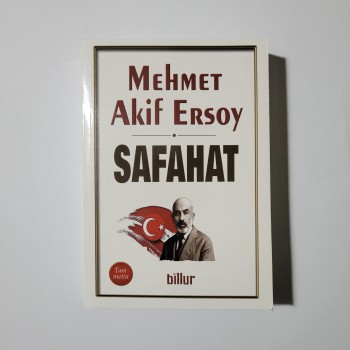 MEHMET
AKİF ERSOY
SAFAHAT
Tam
metin
billur